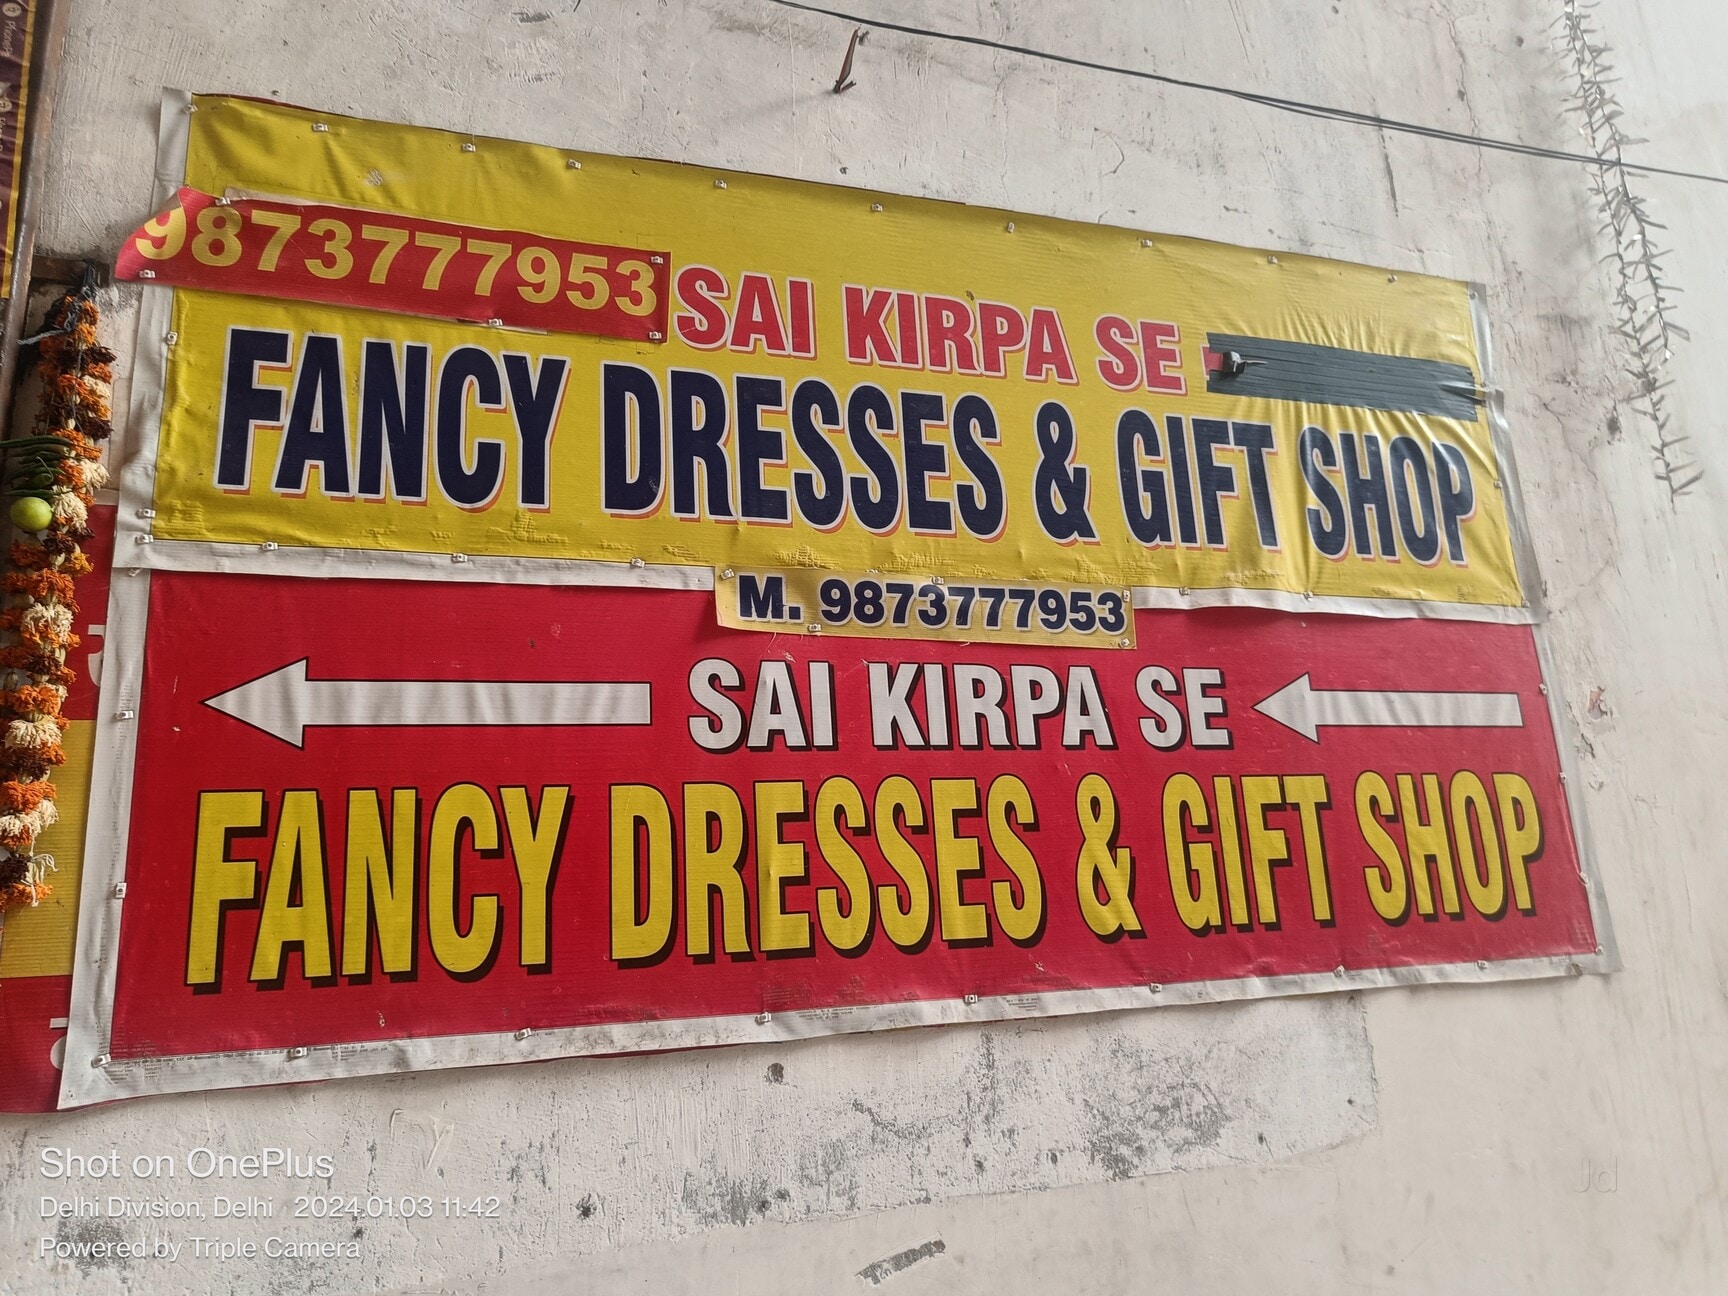 9873777953
SAI KIRPA SE
FANCY DRESSES & GIFT SHOP
M. 9873777953
SAI KIRPA SE
FANCY DRESSES & GIFT SHOP
Shot on OnePlus
Delhi Division, Delhi 2024.01.03 11:42
Powered by Triple Camera
Jd